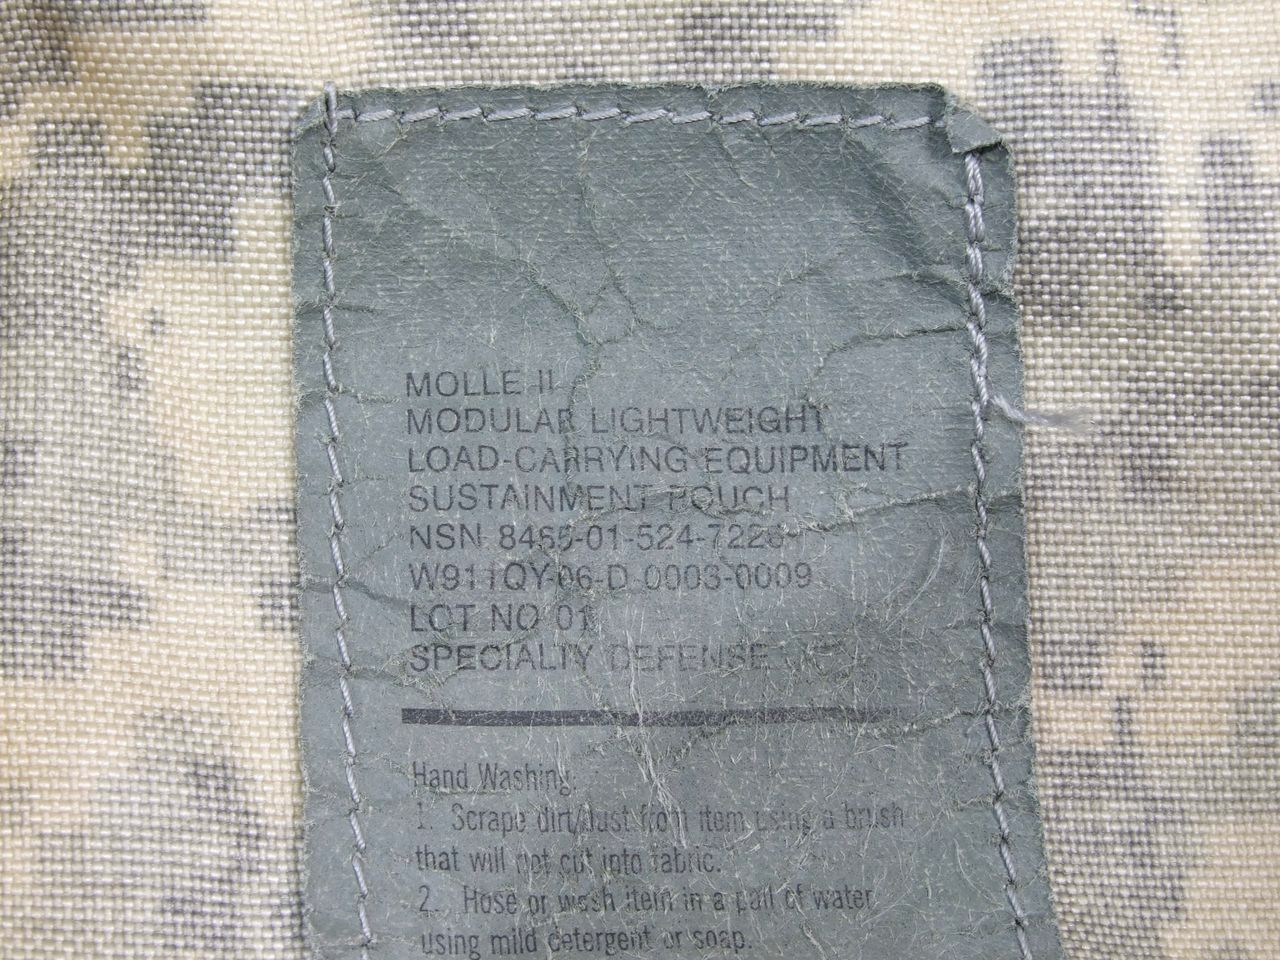 MOLLE II
MODULAR LIGHTWEIGHT
LOAD-CARRYING EQUIPMENT
SUSTAINMENT POUCH
NSN 8465-01-524-7226
W911QY-06-D 0003-0009
LOT NO 01
SPECIALTY DEFENSE
Hand Washing:
1. Scrape dirt/dust from item using a brush
that will not cut into fabric.
2. Hose or wash item in a pail of water
using mild detergent or soap.